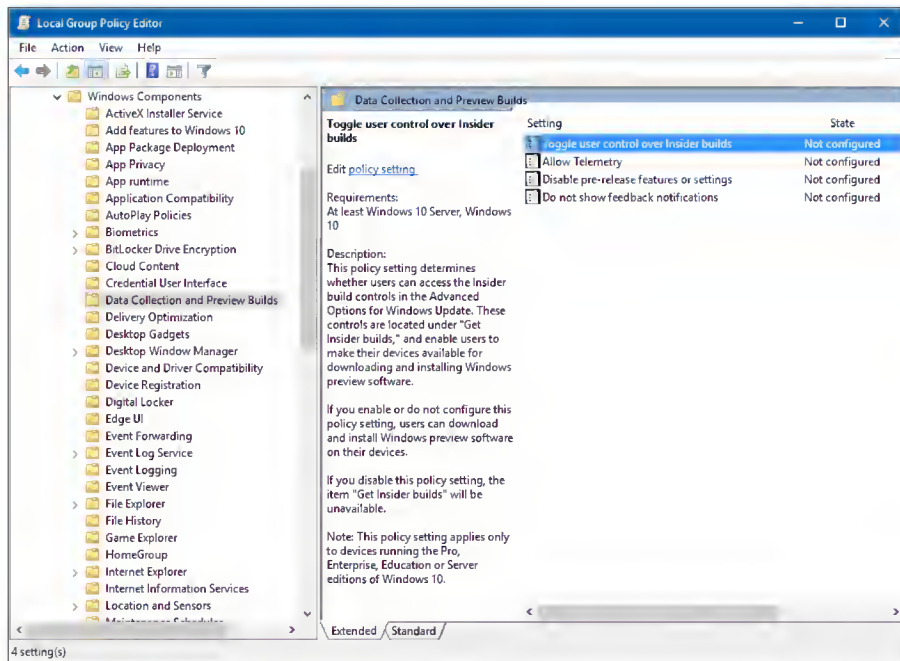 Local Group Policy Editor
File Action View Help
Windows Components
ActiveX Installer Service
Add features to Windows 10
App Package Deployment
App Privacy
App runtime
Application Compatibility
AutoPlay Policies
Biometrics
BitLocker Drive Encryption
Cloud Content
Credential User Interface
Data Collection and Preview Builds
Delivery Optimization
Desktop Gadgets
Desktop Window Manager
Device and Driver Compatibility
Device Registration
Digital Locker
Edge UI
Event Forwarding
Event Log Service
Event Logging
Event Viewer
File Explorer
File History
Game Explorer
HomeGroup
Internet Explorer
Internet Information Services
Location and Sensors
Data Collection and Preview Builds
Toggle user control over Insider
builds
Edit policy setting
Requirements:
At least Windows 10 Server, Windows
10
Description:
This policy setting determines
whether users can access the Insider
build controls in the Advanced
Options for Windows Update. These
controls are located under "Get
Insider builds," and enable users to
make their devices available for
downloading and installing Windows
preview software.
If you enable or do not configure this
policy setting, users can download
and install Windows preview software
on their devices.
If you disable this policy setting, the
item "Get Insider builds" will be
unavailable.
Note: This policy setting applies only
to devices running the Pro,
Enterprise, Education or Server
editions of Windows 10.
Setting State
Toggle user control over Insider builds Not configured
Allow Telemetry Not configured
Disable pre-release features or settings Not configured
Do not show feedback notifications Not configured
Extended Standard
4 setting(s)